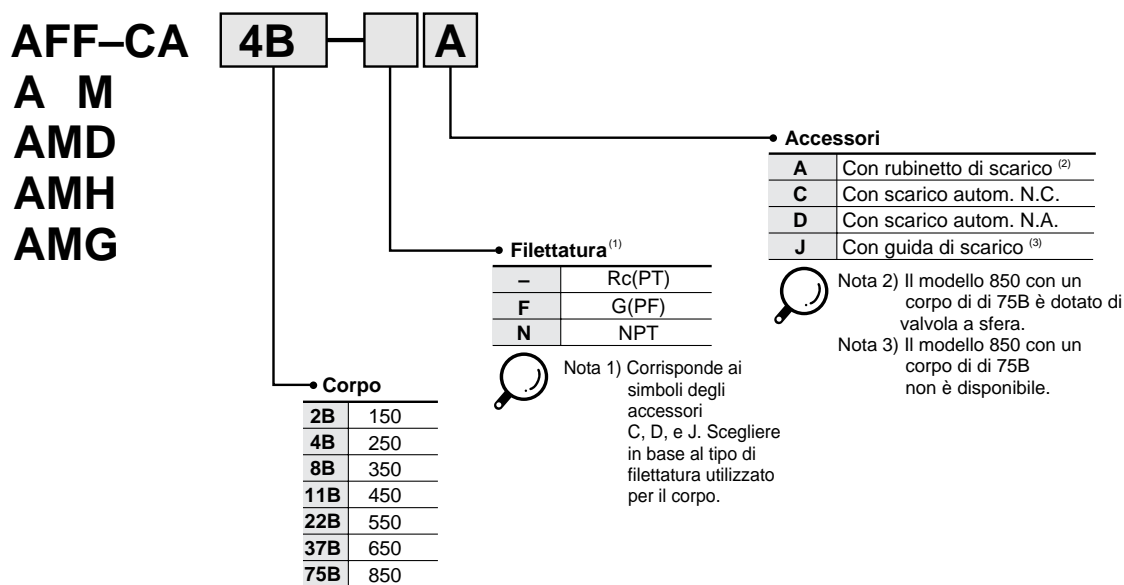 AFF–CA 4B – A
A M
AMD
AMH
AMG
Accessori
A Con rubinetto di scarico (2)
C Con scarico autom. N.C.
D Con scarico autom. N.A.
J Con guida di scarico (3)
Nota 2) Il modello 850 con un
corpo di di 75B è dotato di
valvola a sfera.
Nota 3) Il modello 850 con un
corpo di di 75B
non è disponibile.
Filettatura(1)
– Rc(PT)
F G(PF)
N NPT
Nota 1) Corrisponde ai
simboli degli
accessori
C, D, e J. Scegliere
in base al tipo di
filettatura utilizzato
per il corpo.
Corpo
2B 150
4B 250
8B 350
11B 450
22B 550
37B 650
75B 850